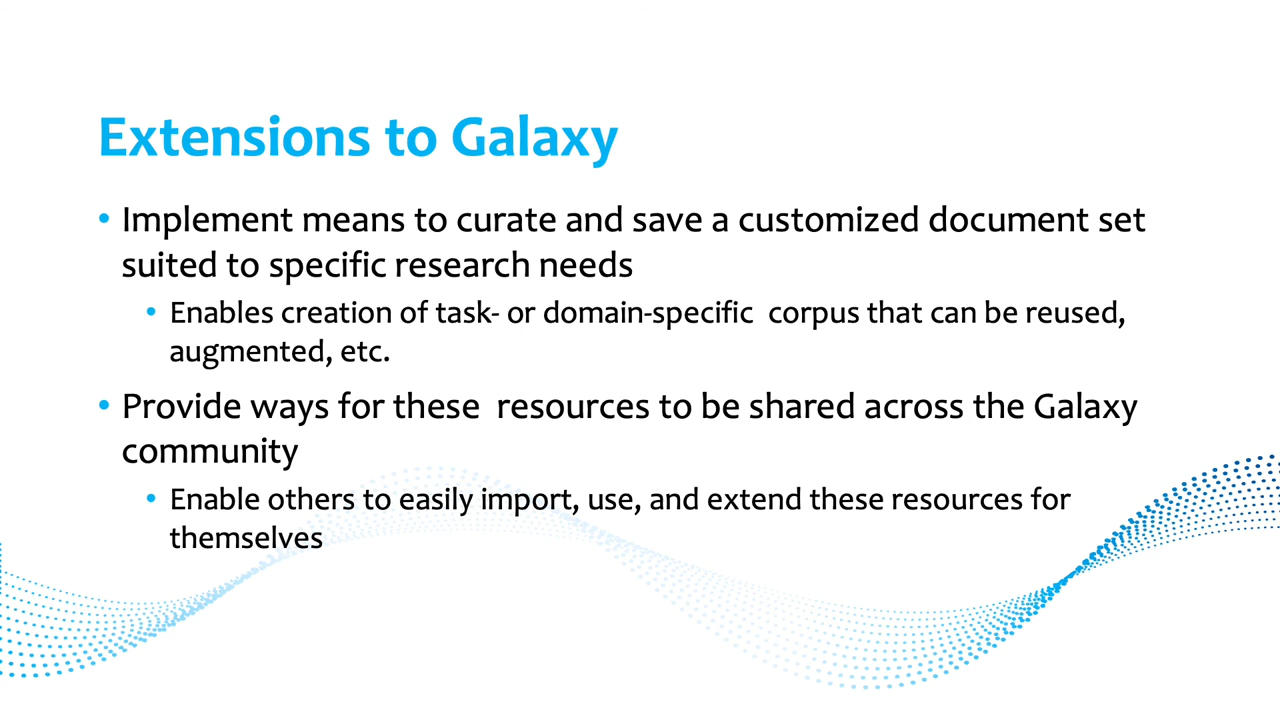 Extensions to Galaxy
• Implement means to curate and save a customized document set
suited to specific research needs
• Enables creation of task- or domain-specific  corpus that can be reused,
augmented, etc.
• Provide ways for these  resources to be shared across the Galaxy
community
• Enable others to easily import, use, and extend these resources for
themselves